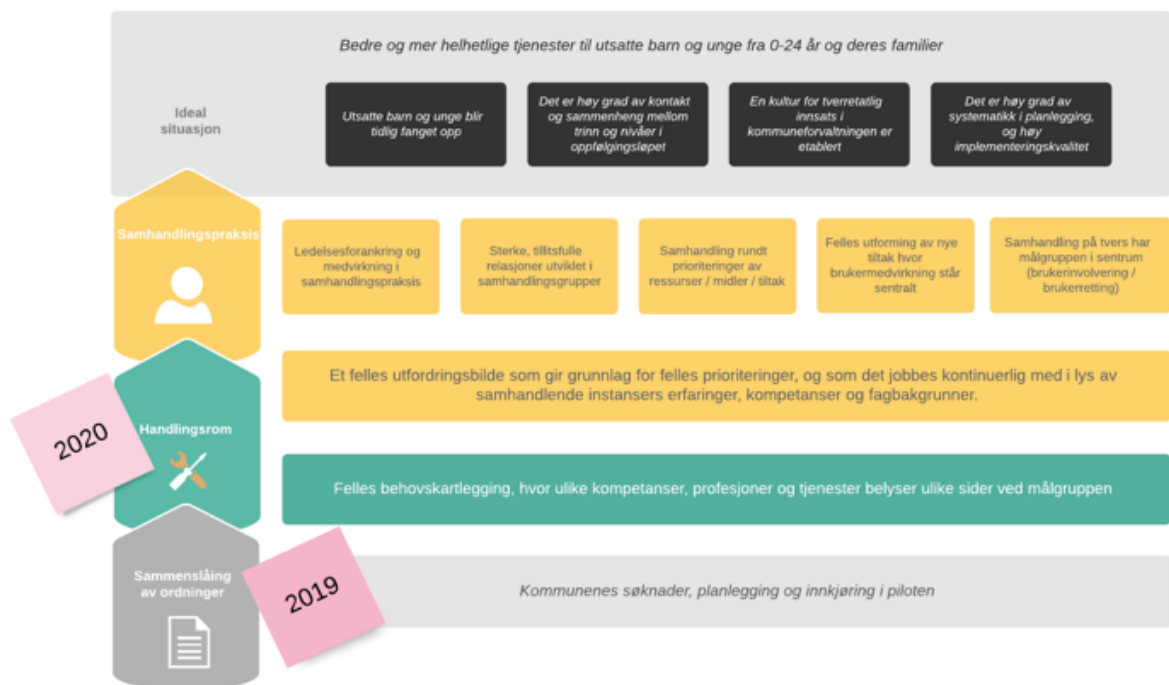 Bedre og mer helhetlige tjenester til utsatte barn og unge fra 0-24 år og deres familier
Ideal
situasjon
Utsatte barn og unge blir
tidlig fanget opp
Det er høy grad av kontakt
og sammenheng mellom
trinn og nivåer i
oppfølgingsløpet
En kultur for tverretatlig
innsats i
kommuneforvaltningen er
etablert
Det er høy grad av
systematikk i planlegging,
og høy
implementeringskvalitet
Samhandlingspraksis
Ledelsesforankring og
medvirkning i
samhandlingspraksis
Sterke, tillitsfulle
relasjoner utviklet i
samhandlingsgrupper
Samhandling rundt
prioriteringer av
ressurser / midler / tiltak
Felles utforming av nye
tiltak hvor
brukermedvirkning står
sentralt
Samhandling på tvers har
målgruppen i sentrum
(brukerinvolvering /
brukerretting)
Et felles utfordringsbilde som gir grunnlag for felles prioriteringer, og som det jobbes kontinuerlig med i lys av
samhandlende instansers erfaringer, kompetanser og fagbakgrunner.
2020
Handlingsrom
Felles behovskartlegging, hvor ulike kompetanser, profesjoner og tjenester belyser ulike sider ved målgruppen
Sammenslåing
av ordninger
2019
Kommunenes søknader, planlegging og innkjøring i piloten